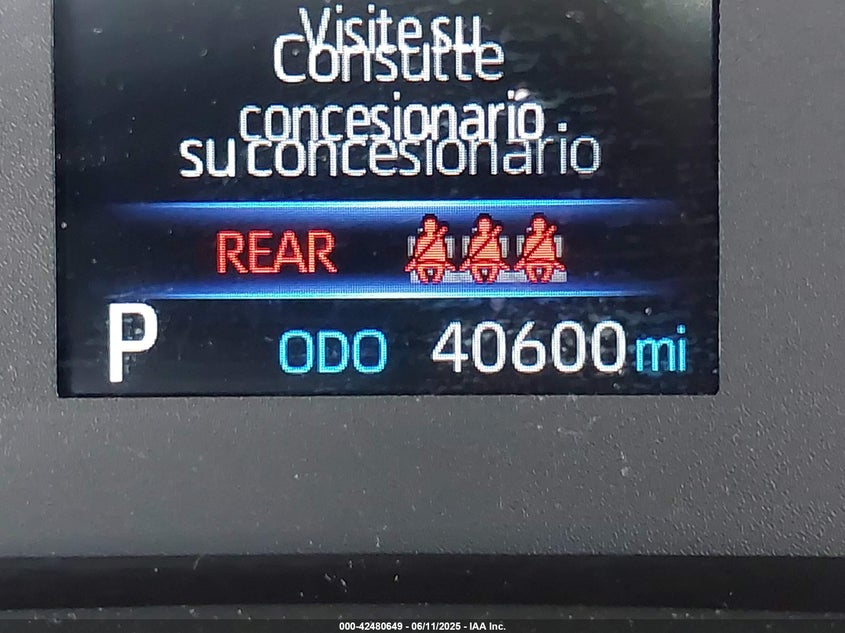 Visite su
Consulte
concesionario
su concesionario
REAR
P ODO 40600 mi
000-42480649 - 06/11/2025 - IAA Inc.